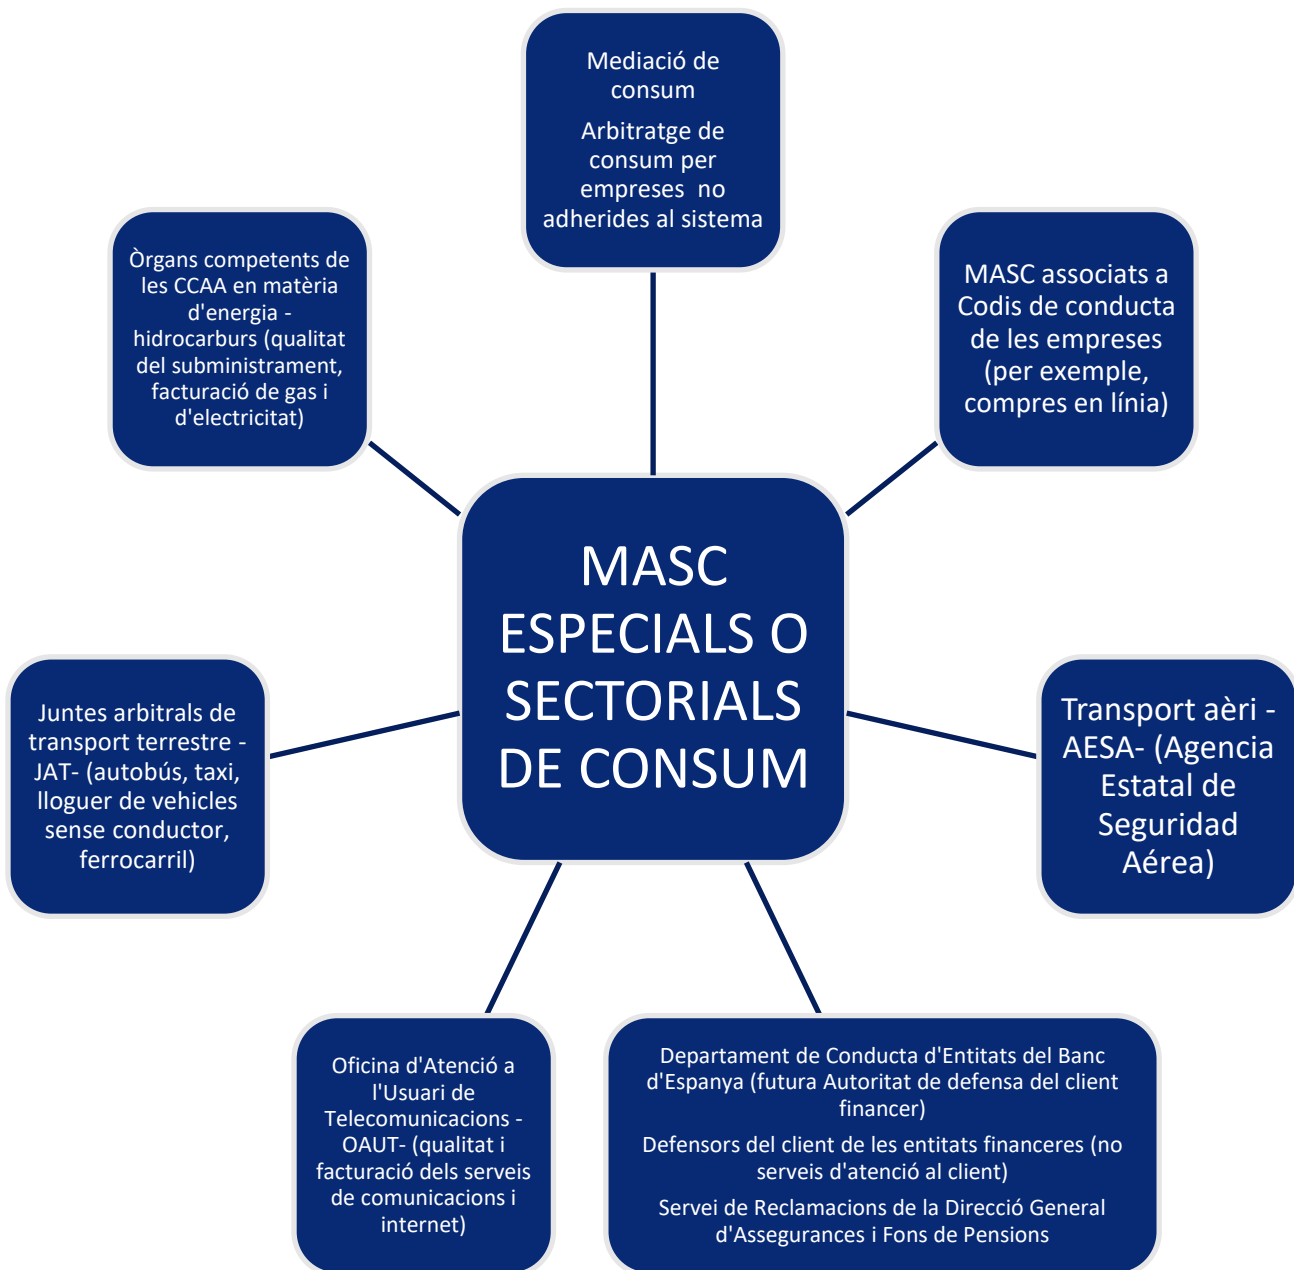 Mediació de
consum
Arbitratge de
consum per
empreses no
adherides al sistema
MASC associats a
Codis de conducta
de les empreses
(per exemple,
compres en línia)
Transport aèri -
AESA- (Agencia
Estatal de
Seguridad
Aérea)
Departament de Conducta d'Entitats del Banc
d'Espanya (futura Autoritat de defensa del client
financer)
Defensors del client de les entitats financeres (no
serveis d'atenció al client)
Servei de Reclamacions de la Direcció General
d'Assegurances i Fons de Pensions
Oficina d'Atenció a
l'Usuari de
Telecomunicacions -
OAUT- (qualitat i
facturació dels serveis
de comunicacions i
internet)
Juntes arbitrals de
transport terrestre -
JAT- (autobús, taxi,
lloguer de vehicles
sense conductor,
ferrocarril)
Òrgans competents de
les CCAA en matèria
d'energia -
hidrocarburs (qualitat
del subministrament,
facturació de gas i
d'electricitat)
MASC
ESPECIALS O
SECTORIALS
DE CONSUM